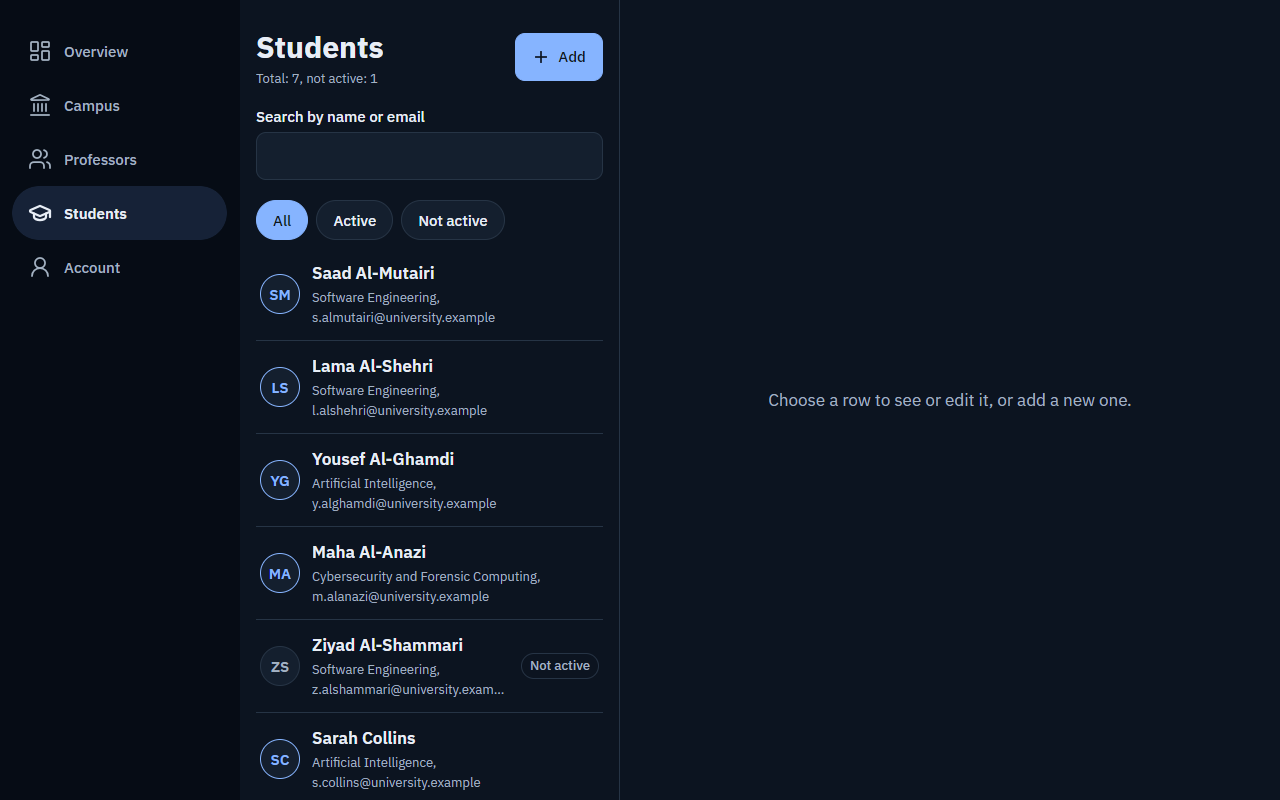 Overview
Campus
Professors
Students
Account
Students
Total: 7, not active: 1
Add
Search by name or email
All
Active
Not active
SM
Saad Al-Mutairi
Software Engineering,
s.almutairi@university.example
LS
Lama Al-Shehri
Software Engineering,
l.alshehri@university.example
YG
Yousef Al-Ghamdi
Artificial Intelligence,
y.alghamdi@university.example
MA
Maha Al-Anazi
Cybersecurity and Forensic Computing,
m.alanazi@university.example
ZS
Ziyad Al-Shammari
Software Engineering,
z.alshammari@university.exam...
Not active
SC
Sarah Collins
Artificial Intelligence,
s.collins@university.example
Choose a row to see or edit it, or add a new one.